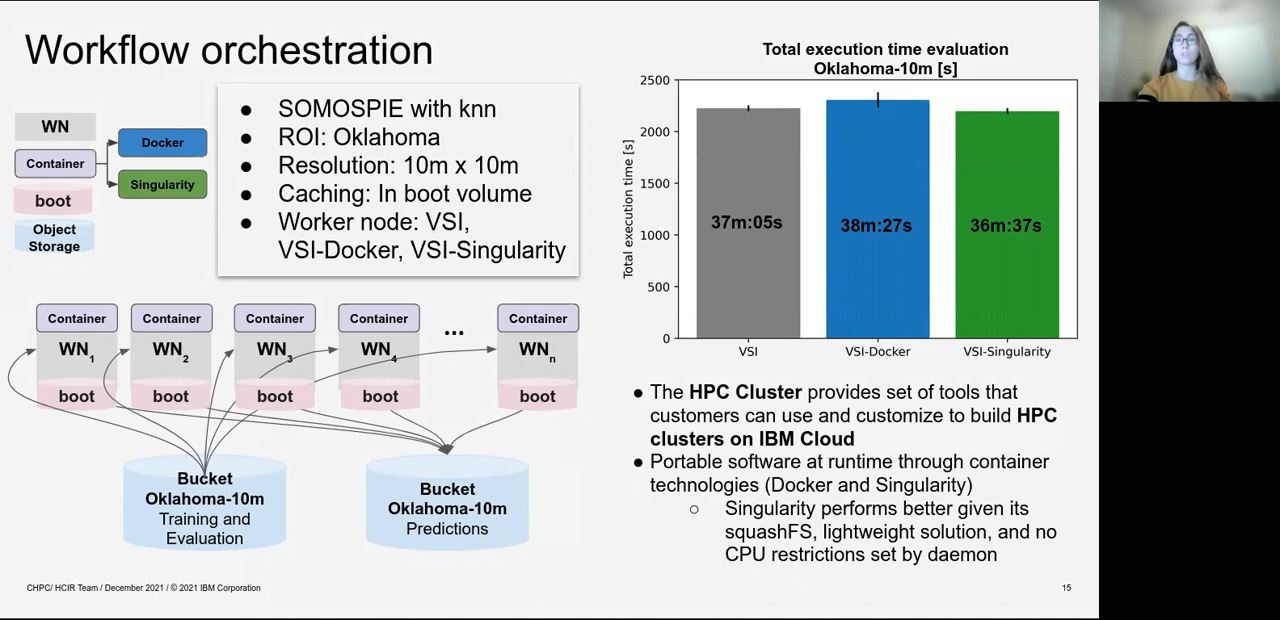 Workflow orchestration
WN
Container
boot
Object
Storage
Docker
Singularity
● SOMOSPIE with knn
● ROI: Oklahoma
● Resolution: 10m x 10m
● Caching: In boot volume
● Worker node: VSI,
VSI-Docker, VSI-Singularity
Container Container Container Container ... Container
WN1 WN2 WN3 WN4 WNn
boot boot boot boot boot
Bucket
Oklahoma-10m
Training and
Evaluation
Bucket
Oklahoma-10m
Predictions
Total execution time evaluation
Oklahoma-10m [s]
Total execution time [s]
2500
2000
1500
1000
500
0
37m:05s 38m:27s 36m:37s
VSI VSI-Docker VSI-Singularity
● The HPC Cluster provides set of tools that
customers can use and customize to build HPC
clusters on IBM Cloud
● Portable software at runtime through container
technologies (Docker and Singularity)
○ Singularity performs better given its
squashFS, lightweight solution, and no
CPU restrictions set by daemon
CHPC/ HCIR Team / December 2021 / © 2021 IBM Corporation
15